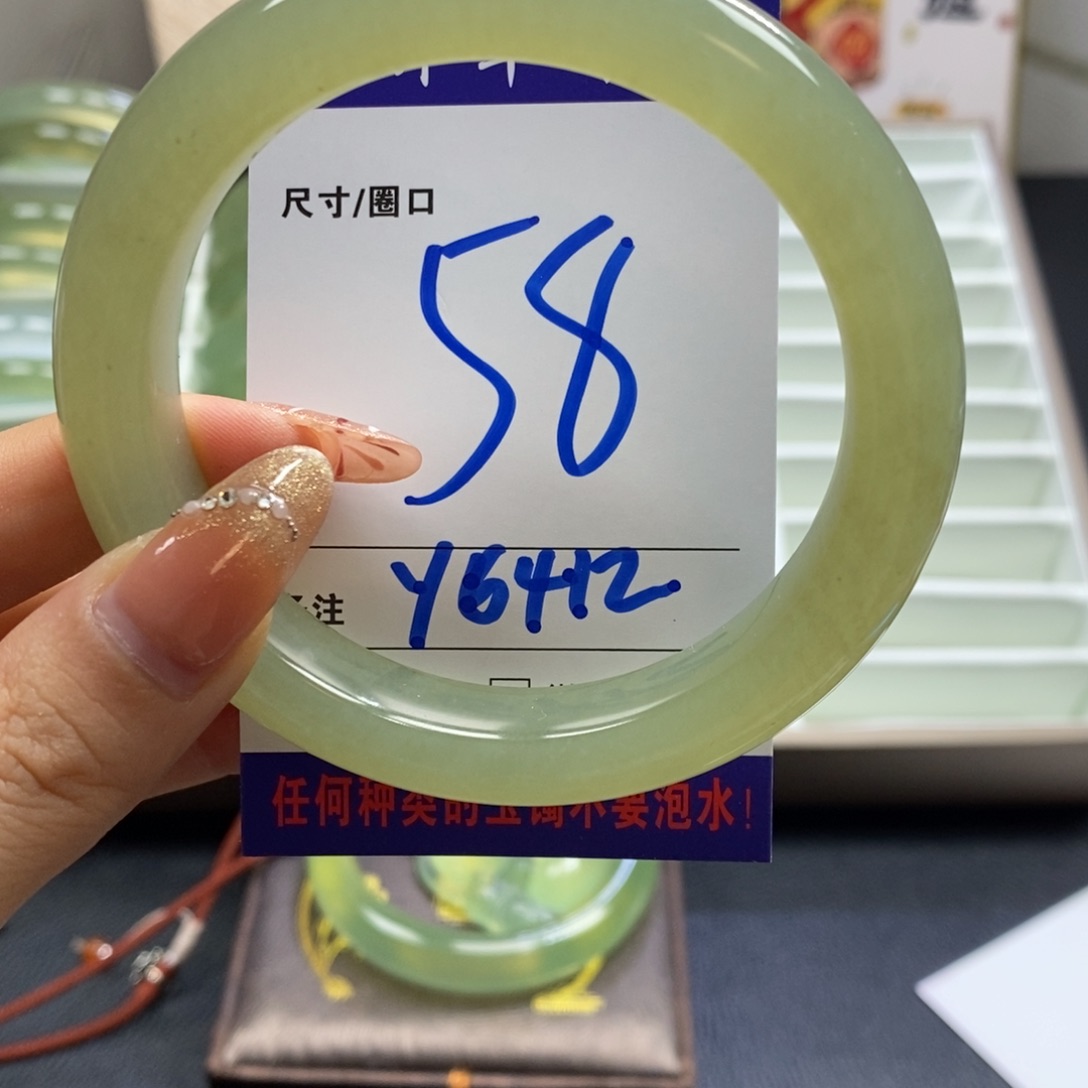 尺寸/圈口
58
注 Y6412
任何种类的玉镯不要泡水!